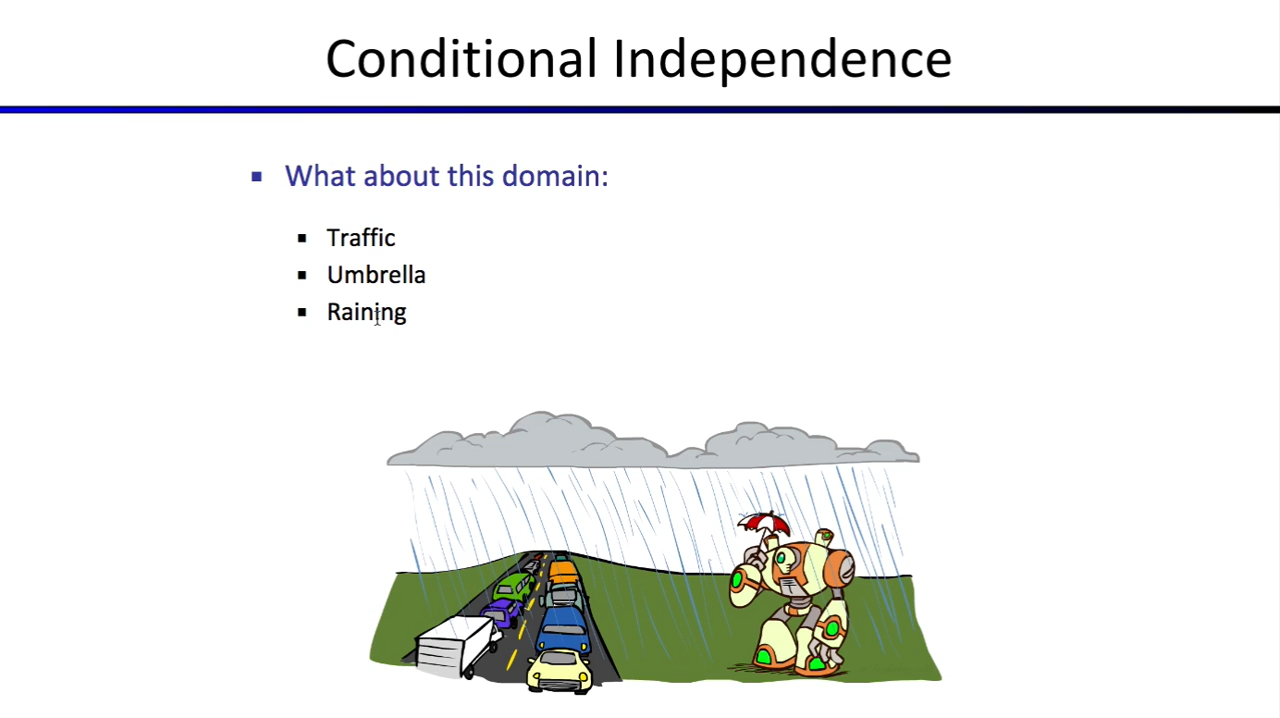 Conditional Independence
What about this domain:
Traffic
Umbrella
Raining